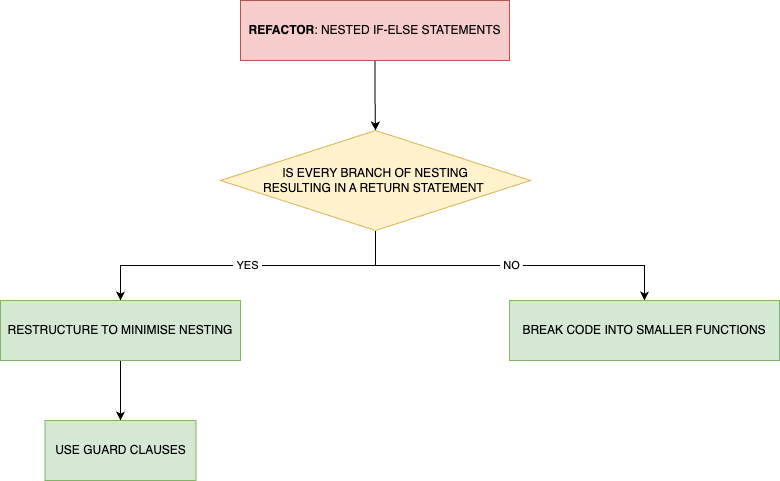 REFACTOR: NESTED IF-ELSE STATEMENTS
IS EVERY BRANCH OF NESTING
RESULTING IN A RETURN STATEMENT
YES
NO
RESTRUCTURE TO MINIMISE NESTING
BREAK CODE INTO SMALLER FUNCTIONS
USE GUARD CLAUSES